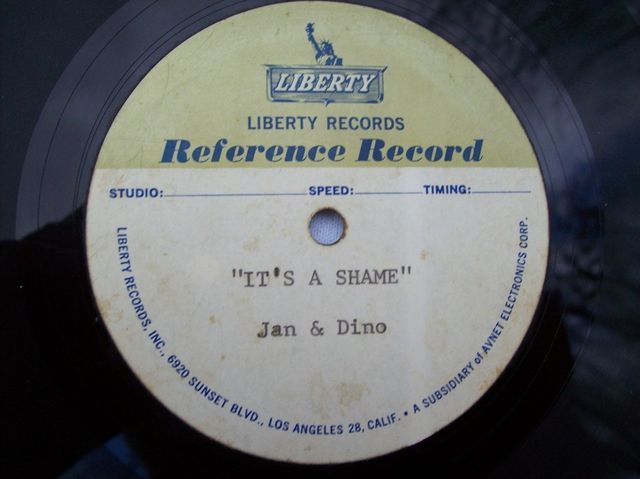 LIBERTY
LIBERTY RECORDS
Reference Record
STUDIO: SPEED: TIMING:
"IT'S A SHAME"
Jan & Dino
LIBERTY RECORDS, INC., 6920 SUNSET BLVD., LOS ANGELES 28, CALIF. • A SUBSIDIARY of AVNET ELECTRONICS CORP.